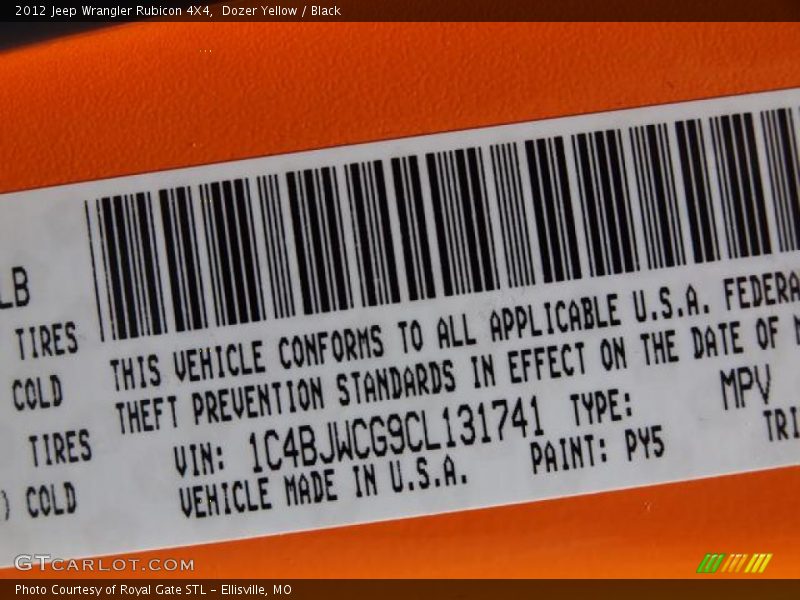 2012 Jeep Wrangler Rubicon 4X4,  Dozer Yellow / Black
LB
TIRES
COLD
TIRES
) COLD
THIS VEHICLE CONFORMS TO ALL APPLICABLE U.S.A. FEDERA
THEFT PREVENTION STANDARDS IN EFFECT ON THE DATE OF
VIN: 1C4BJWCG9CL131741 TYPE: MPV
VEHICLE MADE IN U.S.A. PAINT: PY5 TRI
GTCARLOT.COM
Photo Courtesy of Royal Gate STL – Ellisville, MO